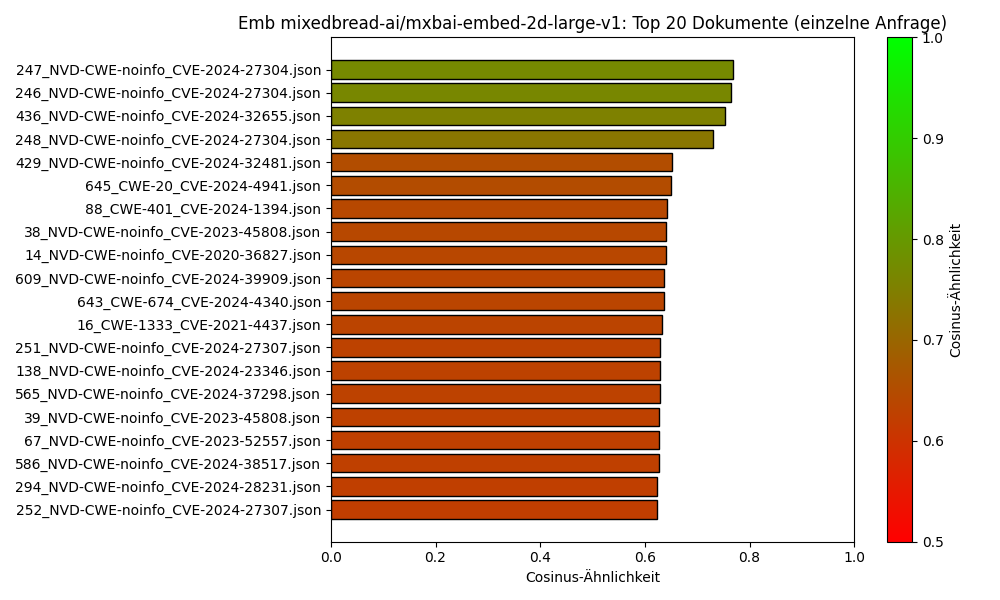 Emb mixedbread-ai/mxbai-embed-2d-large-v1: Top 20 Dokumente (einzelne Anfrage)
247_NVD-CWE-noinfo_CVE-2024-27304.json
246_NVD-CWE-noinfo_CVE-2024-27304.json
436_NVD-CWE-noinfo_CVE-2024-32655.json
248_NVD-CWE-noinfo_CVE-2024-27304.json
429_NVD-CWE-noinfo_CVE-2024-32481.json
645_CWE-20_CVE-2024-4941.json
88_CWE-401_CVE-2024-1394.json
38_NVD-CWE-noinfo_CVE-2023-45808.json
14_NVD-CWE-noinfo_CVE-2020-36827.json
609_NVD-CWE-noinfo_CVE-2024-39909.json
643_CWE-674_CVE-2024-4340.json
16_CWE-1333_CVE-2021-4437.json
251_NVD-CWE-noinfo_CVE-2024-27307.json
138_NVD-CWE-noinfo_CVE-2024-23346.json
565_NVD-CWE-noinfo_CVE-2024-37298.json
39_NVD-CWE-noinfo_CVE-2023-45808.json
67_NVD-CWE-noinfo_CVE-2023-52557.json
586_NVD-CWE-noinfo_CVE-2024-38517.json
294_NVD-CWE-noinfo_CVE-2024-28231.json
252_NVD-CWE-noinfo_CVE-2024-27307.json
0.0
0.2
0.4
0.6
0.8
1.0
Cosinus-Ähnlichkeit
1.0
0.9
0.8
0.7
0.6
0.5
Cosinus-Ähnlichkeit